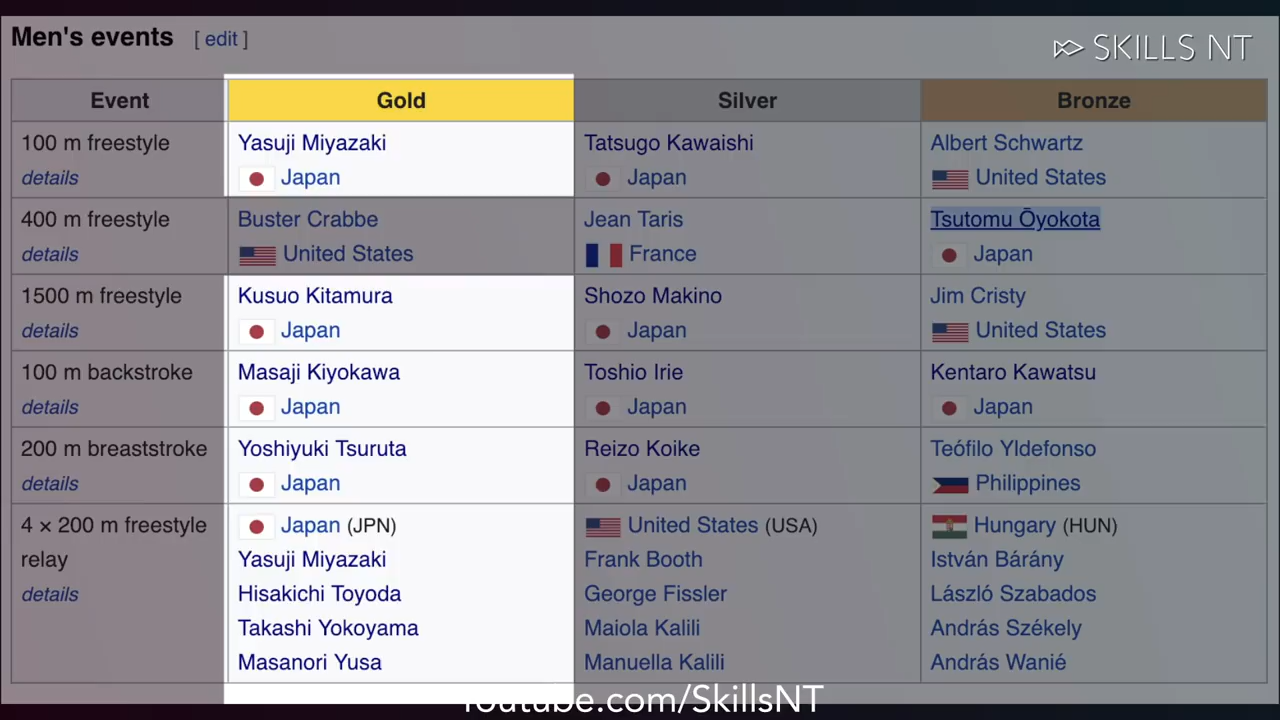 Men's events [ edit ]
SKILLS NT
Event Gold Silver Bronze
100 m freestyle Yasuji Miyazaki Tatsugo Kawaishi Albert Schwartz
details Japan Japan United States
400 m freestyle Buster Crabbe Jean Taris Tsutomu Ōyokota
details United States France Japan
1500 m freestyle Kusuo Kitamura Shozo Makino Jim Cristy
details Japan Japan United States
100 m backstroke Masaji Kiyokawa Toshio Irie Kentaro Kawatsu
details Japan Japan Japan
200 m breaststroke Yoshiyuki Tsuruta Reizo Koike Teófilo Yldefonso
details Japan Japan Philippines
4 × 200 m freestyle Japan (JPN) United States (USA) Hungary (HUN)
relay Yasuji Miyazaki Frank Booth István Bárány
details Hisakichi Toyoda George Fissler László Szabados
Takashi Yokoyama Maiola Kalili András Székely
Masanori Yusa Manuella Kalili András Wanié
Youtube.com/SkillsNT